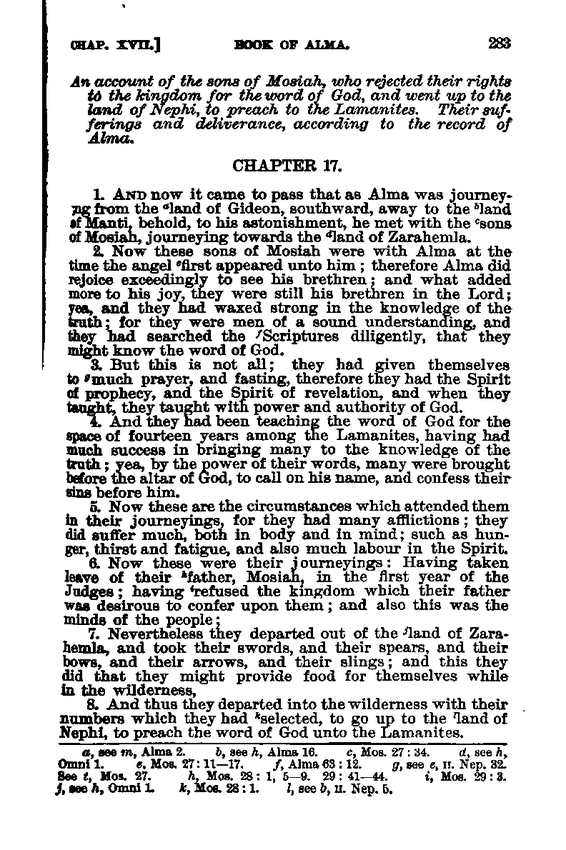 CHAP. XVII.] BOOK OF ALMA. 283
An account of the sons of Mosiah, who rejected their rights
to the kingdom for the word of God, and went up to the
land of Nephi, to preach to the Lamanites. Their suf-
ferings and deliverance, according to the record of
Alma.
CHAPTER 17.
1. AND now it came to pass that as Alma was journey-
ng from the ᵃland of Gideon, southward, away to the ᵇland
of Manti, behold, to his astonishment, he met with the ᶜsons
of Mosiah, journeying towards the ᵈland of Zarahemla.
2. Now these sons of Mosiah were with Alma at the
time the angel ᵉfirst appeared unto him; therefore Alma did
rejoice exceedingly to see his brethren; and what added
more to his joy, they were still his brethren in the Lord;
yea, and they had waxed strong in the knowledge of the
truth; for they were men of a sound understanding, and
they had searched the ᶠScriptures diligently, that they
might know the word of God.
3. But this is not all; they had given themselves
to ᵍmuch prayer, and fasting, therefore they had the Spirit
of prophecy, and the Spirit of revelation, and when they
taught, they taught with power and authority of God.
4. And they had been teaching the word of God for the
space of fourteen years among the Lamanites, having had
much success in bringing many to the knowledge of the
truth; yea, by the power of their words, many were brought
before the altar of God, to call on his name, and confess their
sins before him.
5. Now these are the circumstances which attended them
in their journeyings, for they had many afflictions; they
did suffer much, both in body and in mind; such as hun-
ger, thirst and fatigue, and also much labour in the Spirit.
6. Now these were their journeyings: Having taken
leave of their ʰfather, Mosiah, in the first year of the
Judges; having ⁱrefused the kingdom which their father
was desirous to confer upon them; and also this was the
minds of the people;
7. Nevertheless they departed out of the ʲland of Zara-
hemla, and took their swords, and their spears, and their
bows, and their arrows, and their slings; and this they
did that they might provide food for themselves while
in the wilderness,
8. And thus they departed into the wilderness with their
numbers which they had ᵏselected, to go up to the ˡland of
Nephi, to preach the word of God unto the Lamanites.
a, see m, Alma 2. b, see h, Alma 16. c, Mos. 27:34. d, see h,
Omni 1. e, Mos. 27:11—17. f, Alma 63:12. g, see e, II. Nep. 32.
See t, Mos. 27. h, Mos. 28:1, 5—9. 29:41—44. i, Mos. 29:3.
j, see h, Omni 1. k, Mos. 28:1. l, see b, II. Nep. 5.